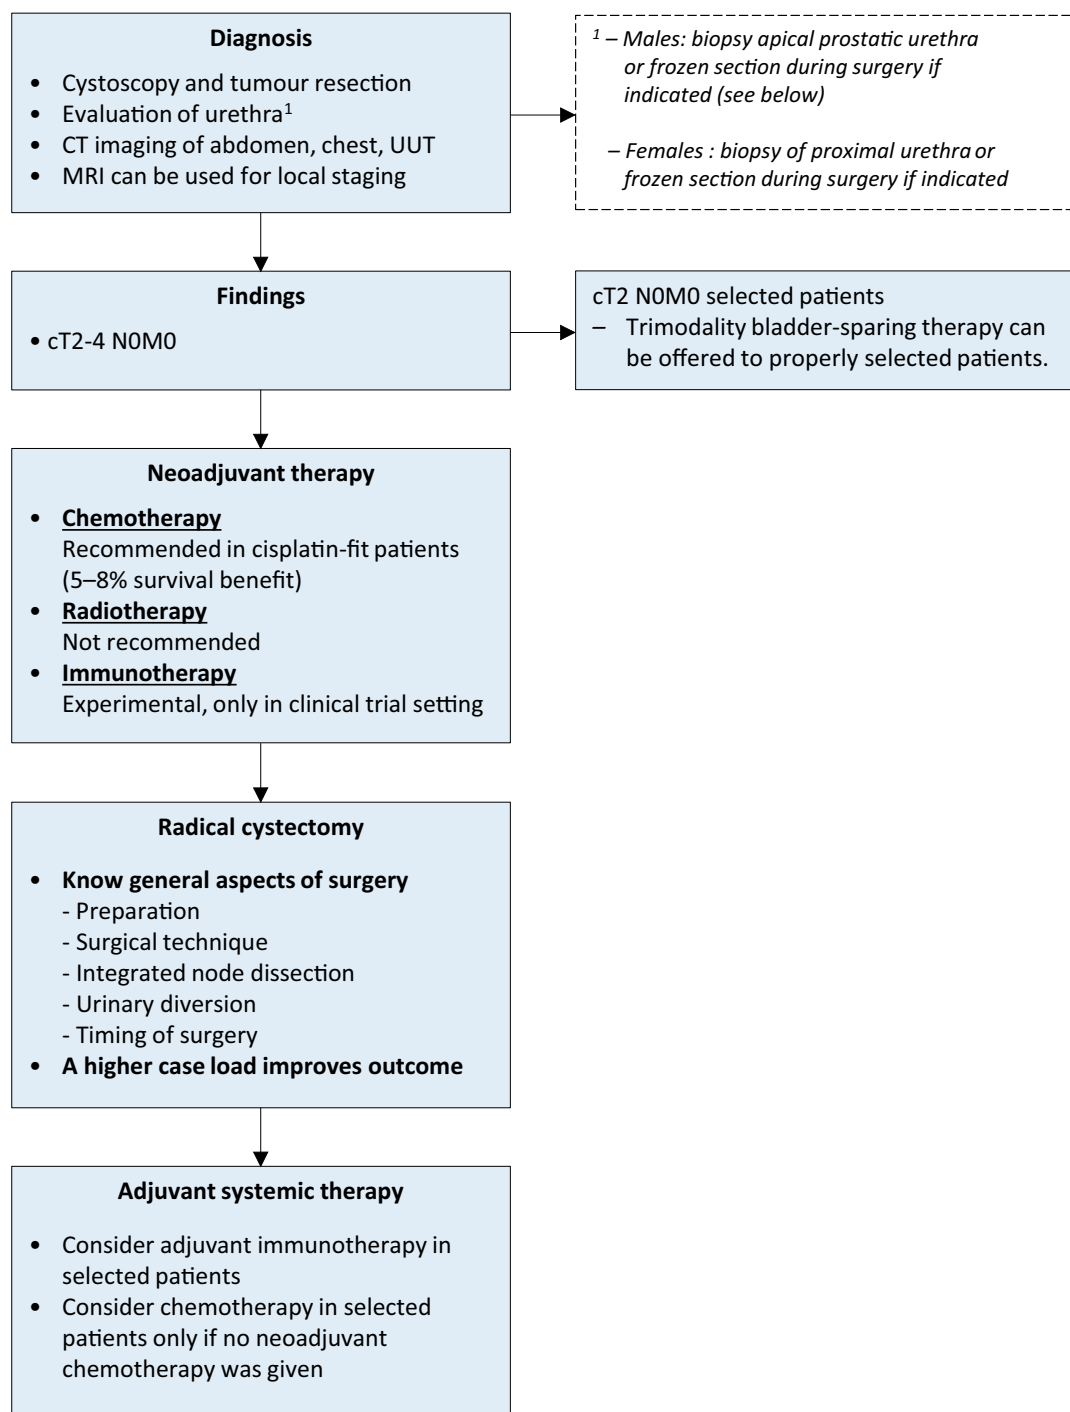 Diagnosis
• Cystoscopy and tumour resection
• Evaluation of urethra¹
• CT imaging of abdomen, chest, UUT
• MRI can be used for local staging
¹ – Males: biopsy apical prostatic urethra
or frozen section during surgery if
indicated (see below)
– Females : biopsy of proximal urethra or
frozen section during surgery if indicated
Findings
• cT2-4 N0M0
cT2 N0M0 selected patients
– Trimodality bladder-sparing therapy can
be offered to properly selected patients.
Neoadjuvant therapy
• Chemotherapy
Recommended in cisplatin-fit patients
(5–8% survival benefit)
• Radiotherapy
Not recommended
• Immunotherapy
Experimental, only in clinical trial setting
Radical cystectomy
• Know general aspects of surgery
- Preparation
- Surgical technique
- Integrated node dissection
- Urinary diversion
- Timing of surgery
• A higher case load improves outcome
Adjuvant systemic therapy
• Consider adjuvant immunotherapy in
selected patients
• Consider chemotherapy in selected
patients only if no neoadjuvant
chemotherapy was given